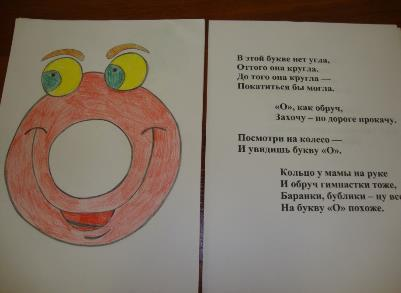 В этой букве нет угла,
Оттого она кругла.
До того она кругла —
Покатиться бы могла.
«О», как обруч,
Захочу – по дороге прокачу.
Посмотри на колесо —
И увидишь букву «О».
Кольцо у мамы на руке
И обруч гимнастки тоже,
Баранки, бублики – ну все
На букву «О» похоже.